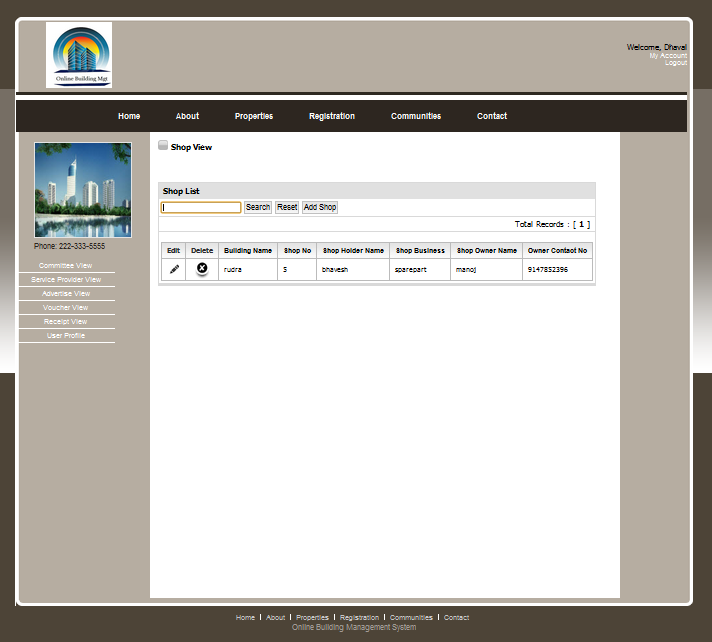 Online Building Mgt
Welcome, Dhaval
My Account
Logout
Home About Properties Registration Communities Contact
Shop View
Shop List
Search Reset Add Shop
Total Records : [ 1 ]
Edit Delete Building Name Shop No Shop Holder Name Shop Business Shop Owner Name Owner Contact No
rudra 5 bhavesh sparepart manoj 9147852396
Phone: 222-333-5555
Committee View
Service Provider View
Advertise View
Voucher View
Receipt View
User Profile
Home | About | Properties | Registration | Communities | Contact
Online Building Management System